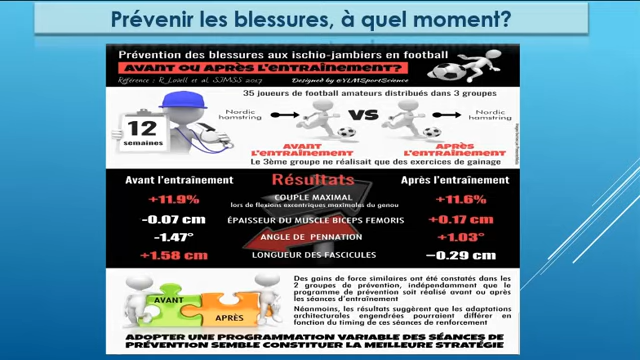 Prévenir les blessures, à quel moment?
Prévention des blessures aux ischio-jambiers en football
AVANT OU APRÈS L'ENTRAÎNEMENT?
Référence : R. Lovell et al. SJMSS 2017
Designed by @YLMSportScience
35 joueurs de football amateurs distribués dans 3 groupes
12
semaines
Nordic
hamstring
VS
Nordic
hamstring
AVANT
L'ENTRAÎNEMENT
APRÈS
L'ENTRAÎNEMENT
Le 3ème groupe ne réalisait que des exercices de gainage
Avant l'entraînement
Résultats
Après l'entraînement
+11.9%
COUPLE MAXIMAL
lors de flexions excentriques maximales du genou
+11.6%
-0.07 cm
ÉPAISSEUR DU MUSCLE BICEPS FEMORIS
+0.17 cm
-1.47°
ANGLE DE PENNATION
+1.03°
+1.58 cm
LONGUEUR DES FASCICULES
-0.29 cm
AVANT
APRÈS
Des gains de force similaires ont été constatés dans les
2 groupes de prévention, indépendamment que le
programme de prévention soit réalisé avant ou après
les séances d'entraînement
Néanmoins, les résultats suggèrent que les adaptations
architecturales engendrées pourraient différer en
fonction du timing de ces séances de renforcement
ADOPTER UNE PROGRAMMATION VARIABLE DES SÉANCES DE
PRÉVENTION SEMBLE CONSTITUER LA MEILLEURE STRATÉGIE